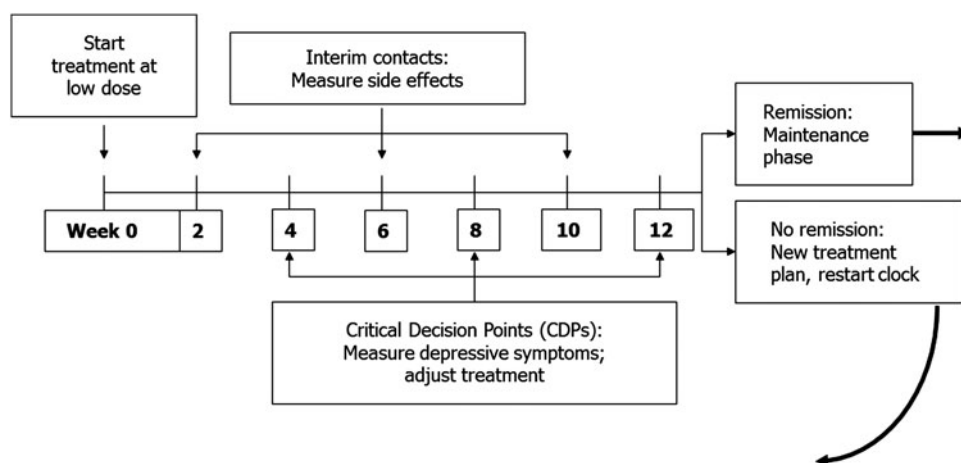 Start
treatment at
low dose
Interim contacts:
Measure side effects
Remission:
Maintenance
phase
Week 0
2
4
6
8
10
12
No remission:
New treatment
plan, restart clock
Critical Decision Points (CDPs):
Measure depressive symptoms;
adjust treatment